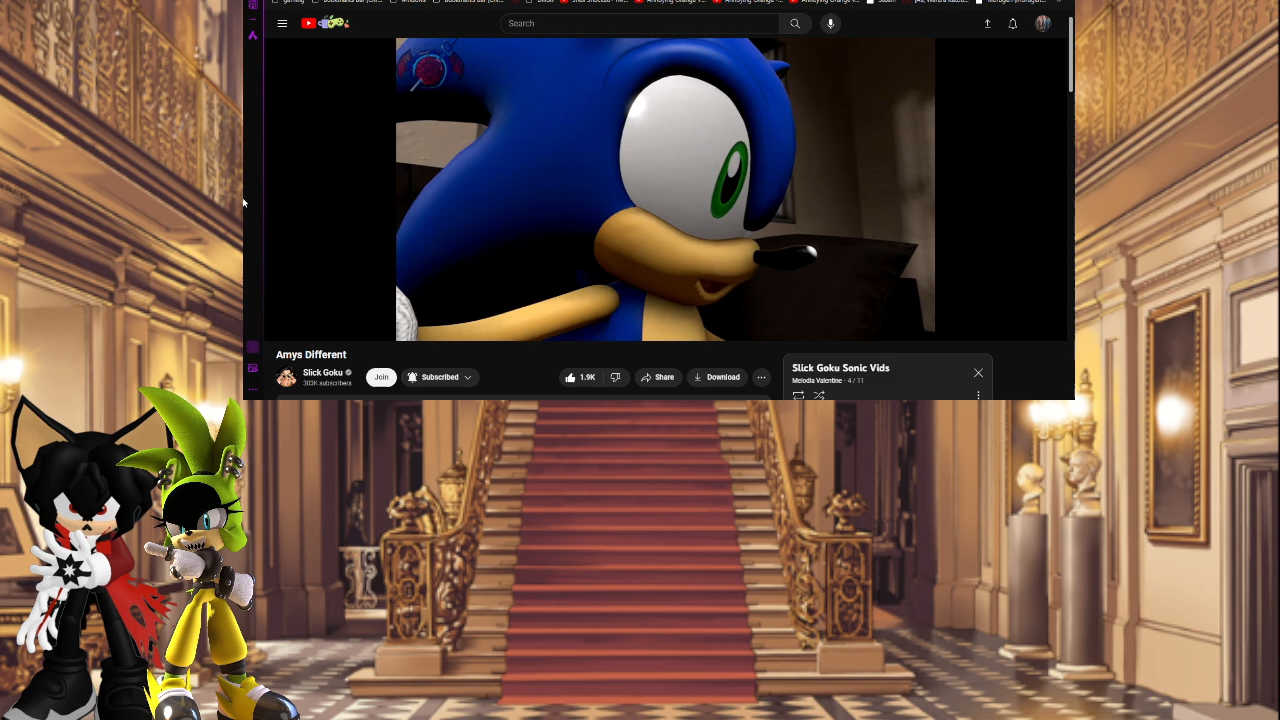 Search
Amys Different
Slick Goku
303K subscribers
Join
Subscribed
1.9K
Share
Download
Slick Goku Sonic Vids
Melodia Valentine · 4 / 11